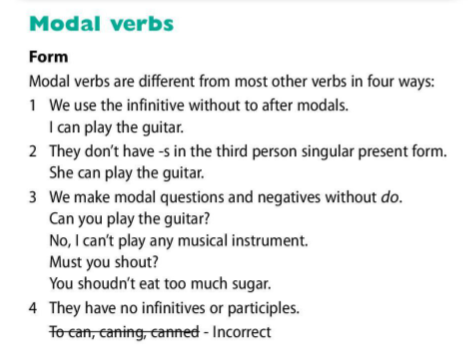 Modal verbs
Form
Modal verbs are different from most other verbs in four ways:
1 We use the infinitive without to after modals.
I can play the guitar.
2 They don't have -s in the third person singular present form.
She can play the guitar.
3 We make modal questions and negatives without do.
Can you play the guitar?
No, I can't play any musical instrument.
Must you shout?
You shoudn't eat too much sugar.
4 They have no infinitives or participles.
To can, caning, canned - Incorrect